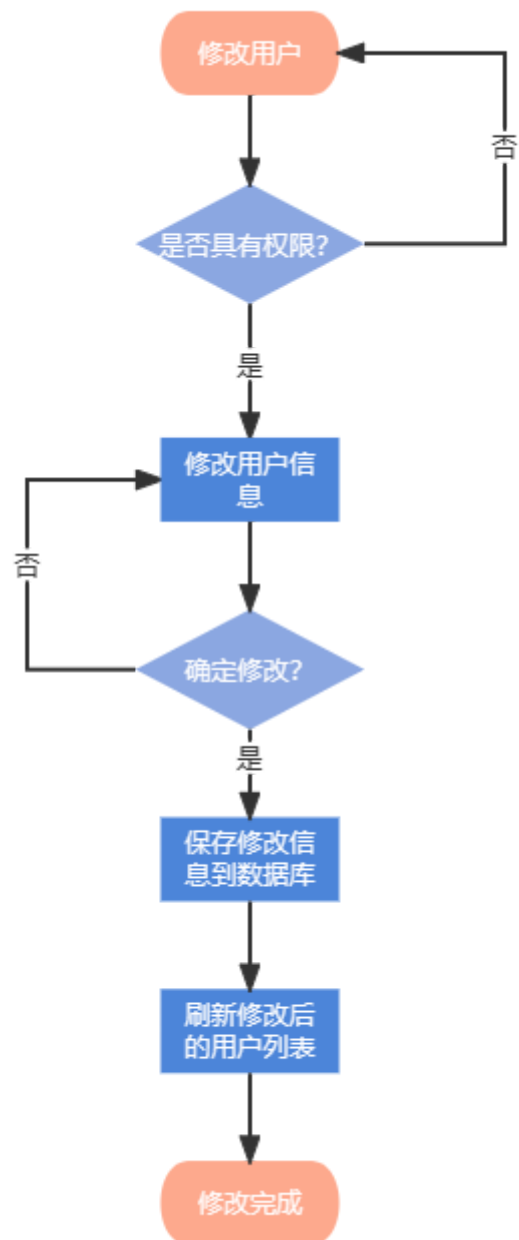 修改用户
否
是否具有权限?
是
修改用户信
息
否
确定修改?
是
保存修改信
息到数据库
刷新修改后
的用户列表
修改完成